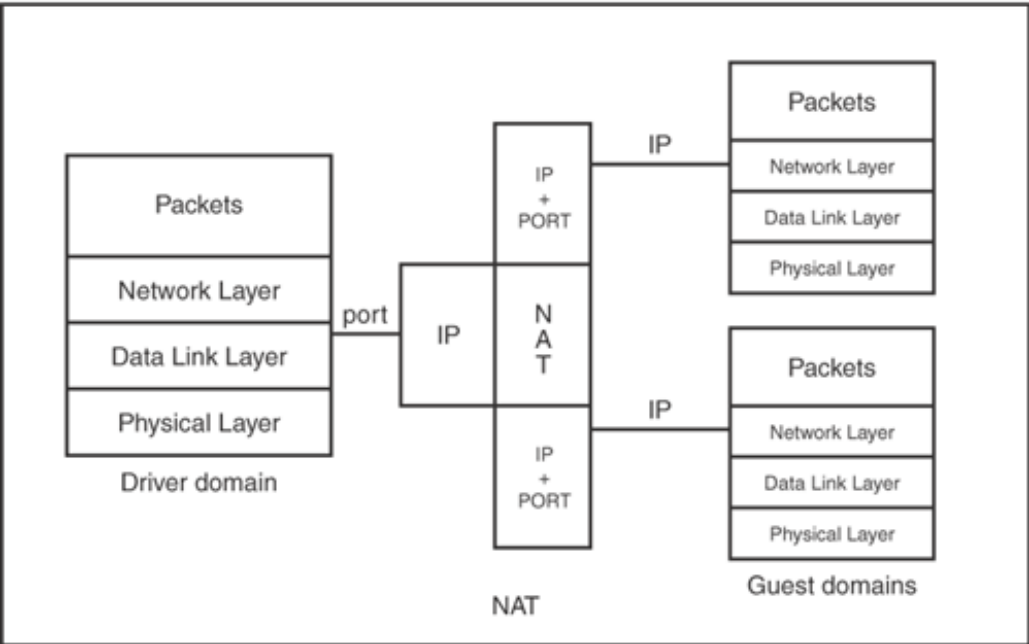 Packets
Network Layer
Data Link Layer
Physical Layer
Driver domain
port
IP
IP
+
PORT
N
A
T
IP
+
PORT
IP
IP
Packets
Network Layer
Data Link Layer
Physical Layer
Packets
Network Layer
Data Link Layer
Physical Layer
Guest domains
NAT